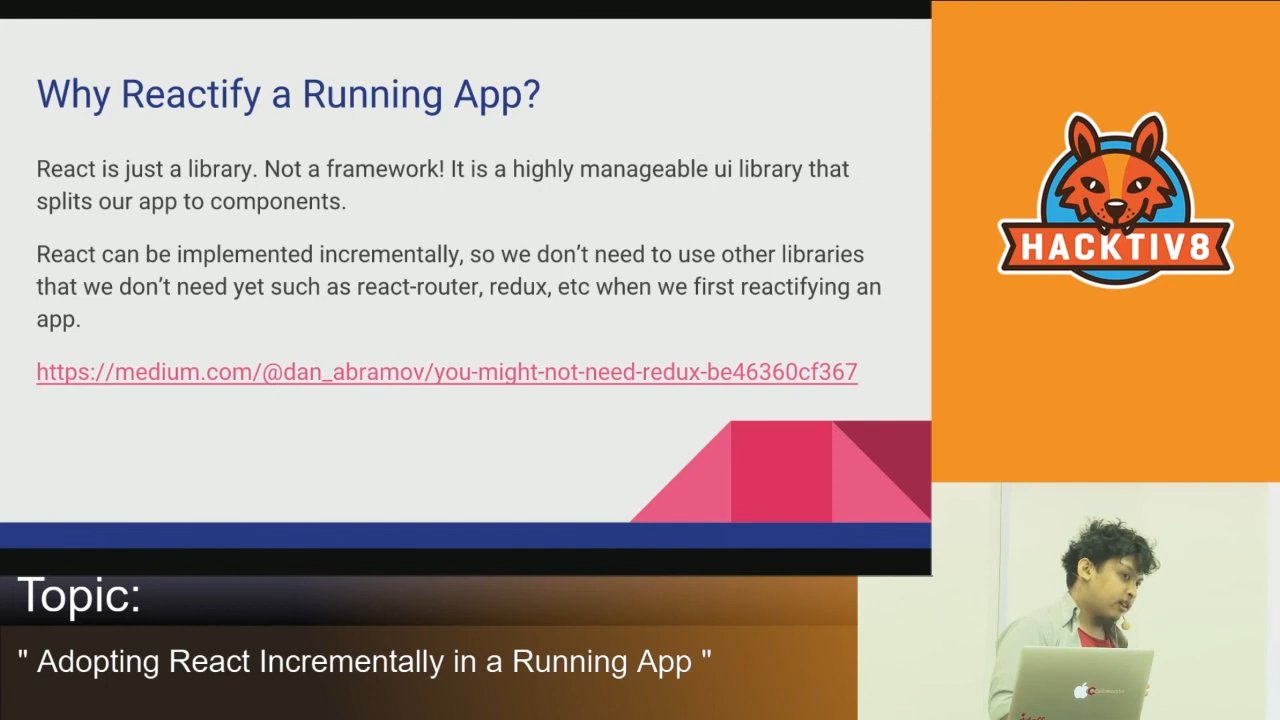 Why Reactify a Running App?
React is just a library. Not a framework! It is a highly manageable ui library that
splits our app to components.
React can be implemented incrementally, so we don’t need to use other libraries
that we don’t need yet such as react-router, redux, etc when we first reactifying an
app.
https://medium.com/@dan_abramov/you-might-not-need-redux-be46360cf367
HACKTIV8
Topic:
" Adopting React Incrementally in a Running App "